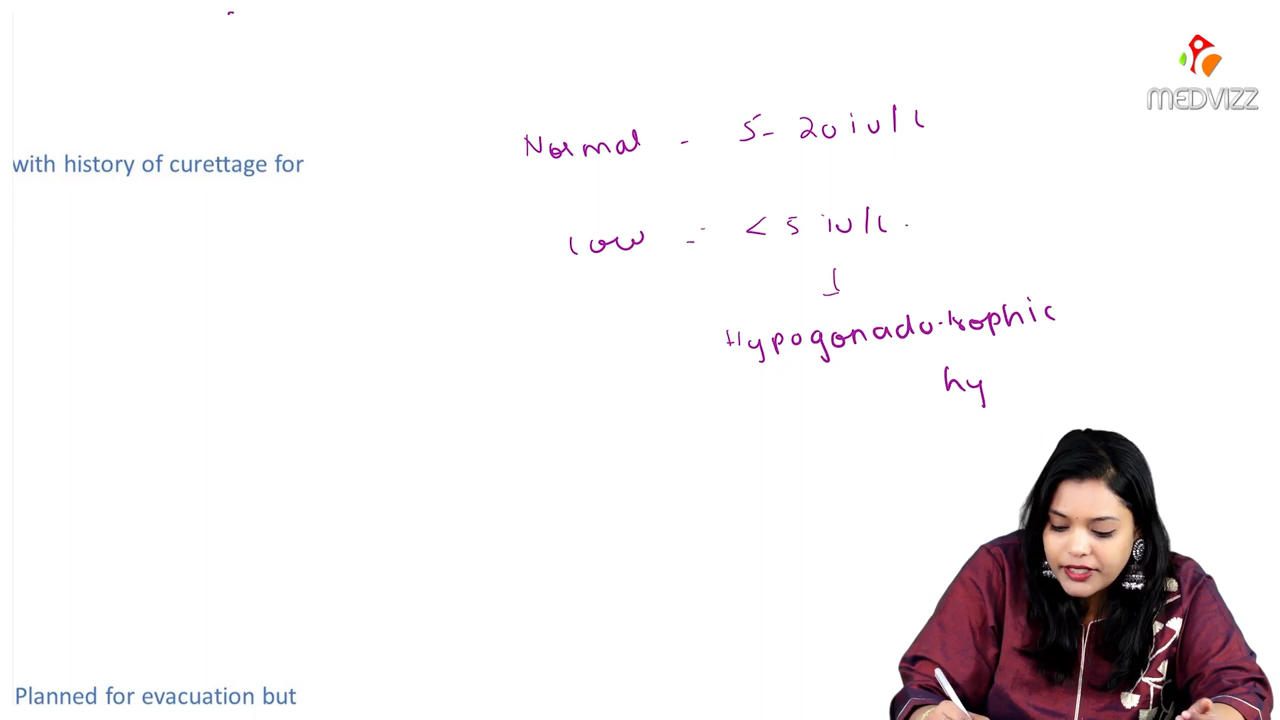 MEDVIZZ
Normal - 5-20 iu/L
with history of curettage for
Low - < 5 iu/L.
Hypogonadotrophic
hy
Planned for evacuation but